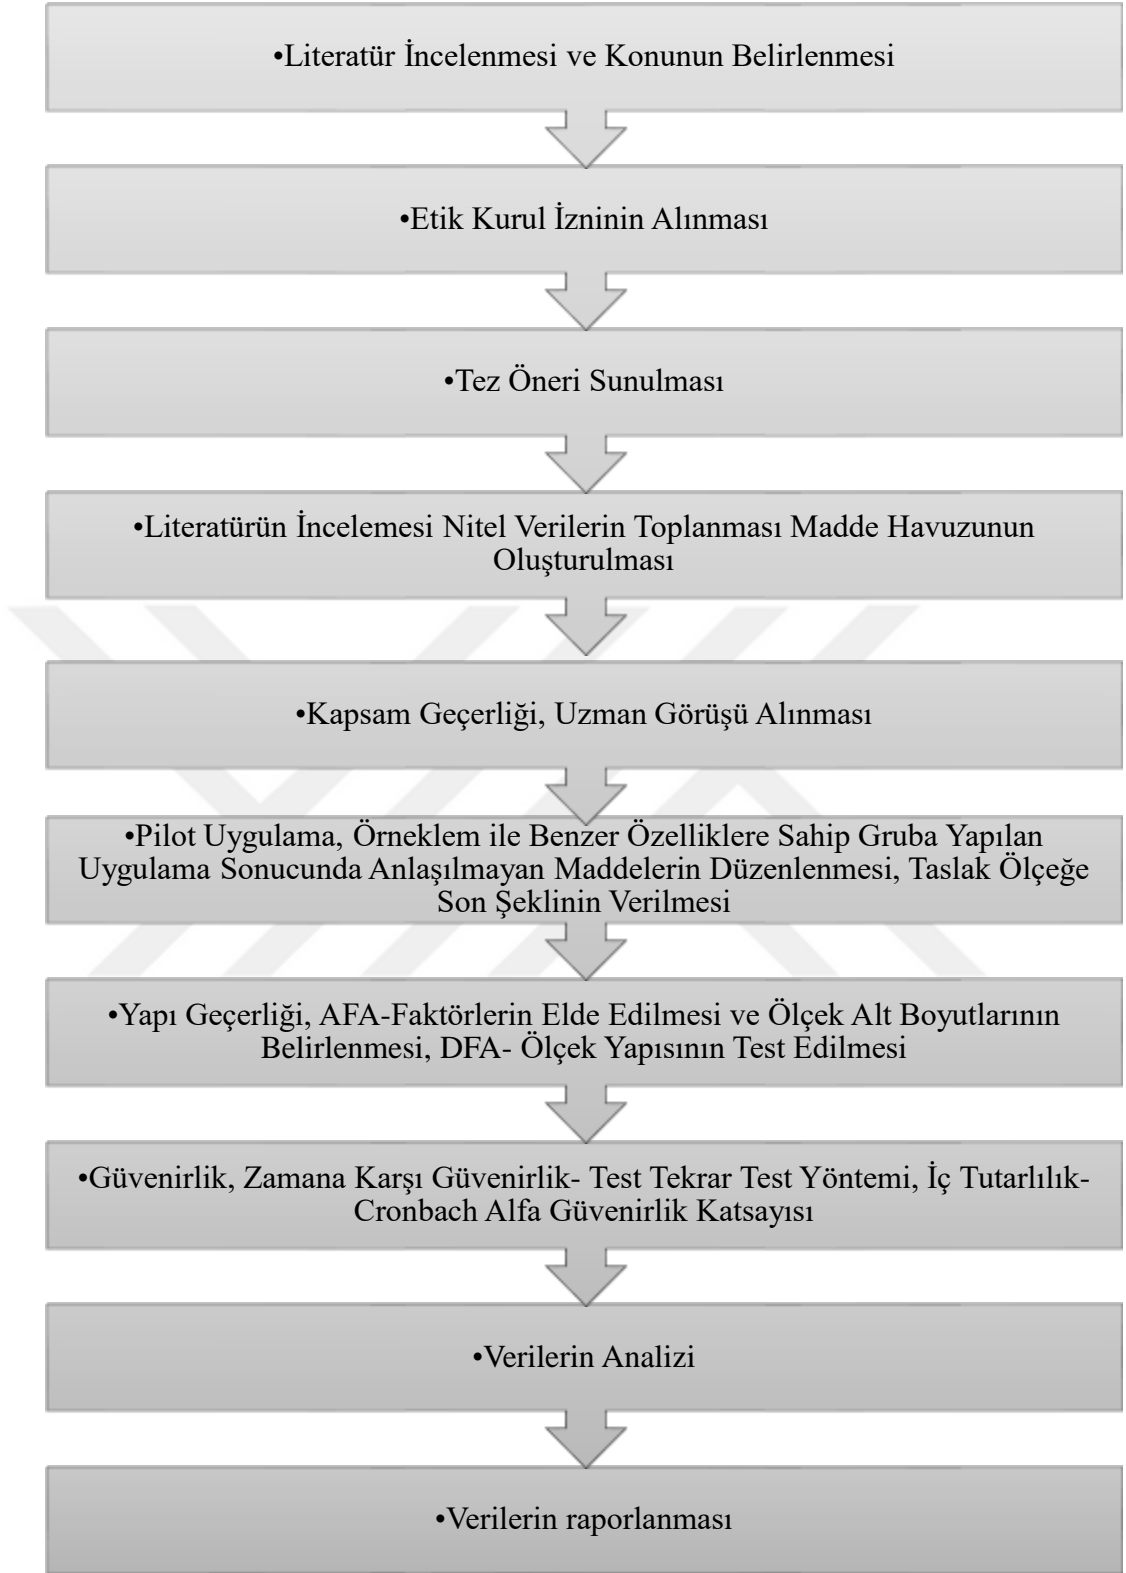 •Literatür İncelenmesi ve Konunun Belirlenmesi
•Etik Kurul İzninin Alınması
•Tez Öneri Sunulması
•Literatürün İncelemesi Nitel Verilerin Toplanması Madde Havuzunun
Oluşturulması
•Kapsam Geçerliği, Uzman Görüşü Alınması
•Pilot Uygulama, Örneklem ile Benzer Özelliklere Sahip Gruba Yapılan
Uygulama Sonucunda Anlaşılmayan Maddelerin Düzenlenmesi, Taslak Ölçeğe
Son Şeklinin Verilmesi
•Yapı Geçerliği, AFA-Faktörlerin Elde Edilmesi ve Ölçek Alt Boyutlarının
Belirlenmesi, DFA- Ölçek Yapısının Test Edilmesi
•Güvenirlik, Zamana Karşı Güvenirlik- Test Tekrar Test Yöntemi, İç Tutarlılık-
Cronbach Alfa Güvenirlik Katsayısı
•Verilerin Analizi
•Verilerin raporlanması